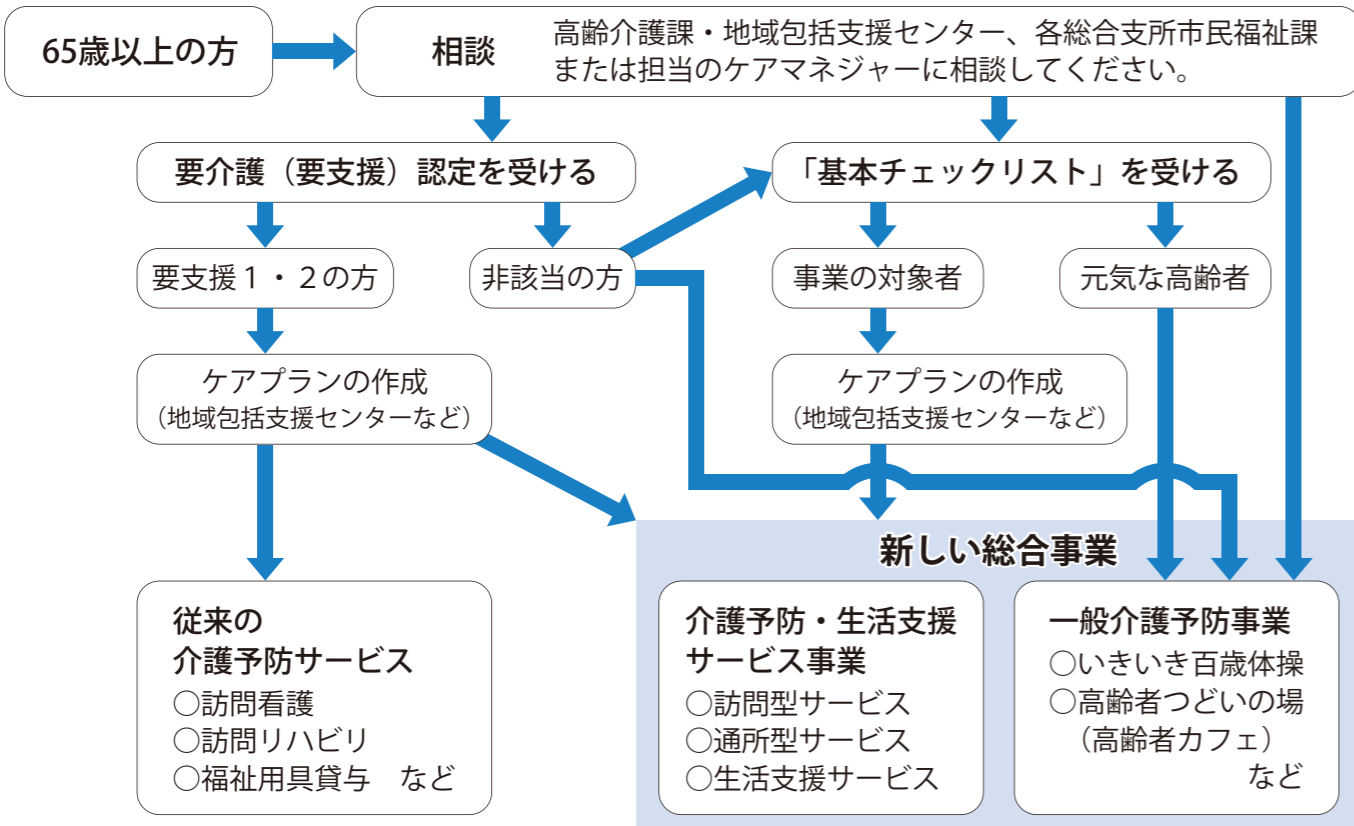 65歳以上の方
相談
高齢介護課・地域包括支援センター、各総合支所市民福祉課
または担当のケアマネジャーに相談してください。
要介護（要支援）認定を受ける
「基本チェックリスト」を受ける
要支援１・２の方
非該当の方
事業の対象者
元気な高齢者
ケアプランの作成
（地域包括支援センターなど）
ケアプランの作成
（地域包括支援センターなど）
新しい総合事業
従来の
介護予防サービス
○訪問看護
○訪問リハビリ
○福祉用具貸与　など
介護予防・生活支援
サービス事業
○訪問型サービス
○通所型サービス
○生活支援サービス
一般介護予防事業
○いきいき百歳体操
○高齢者つどいの場
（高齢者カフェ）
など